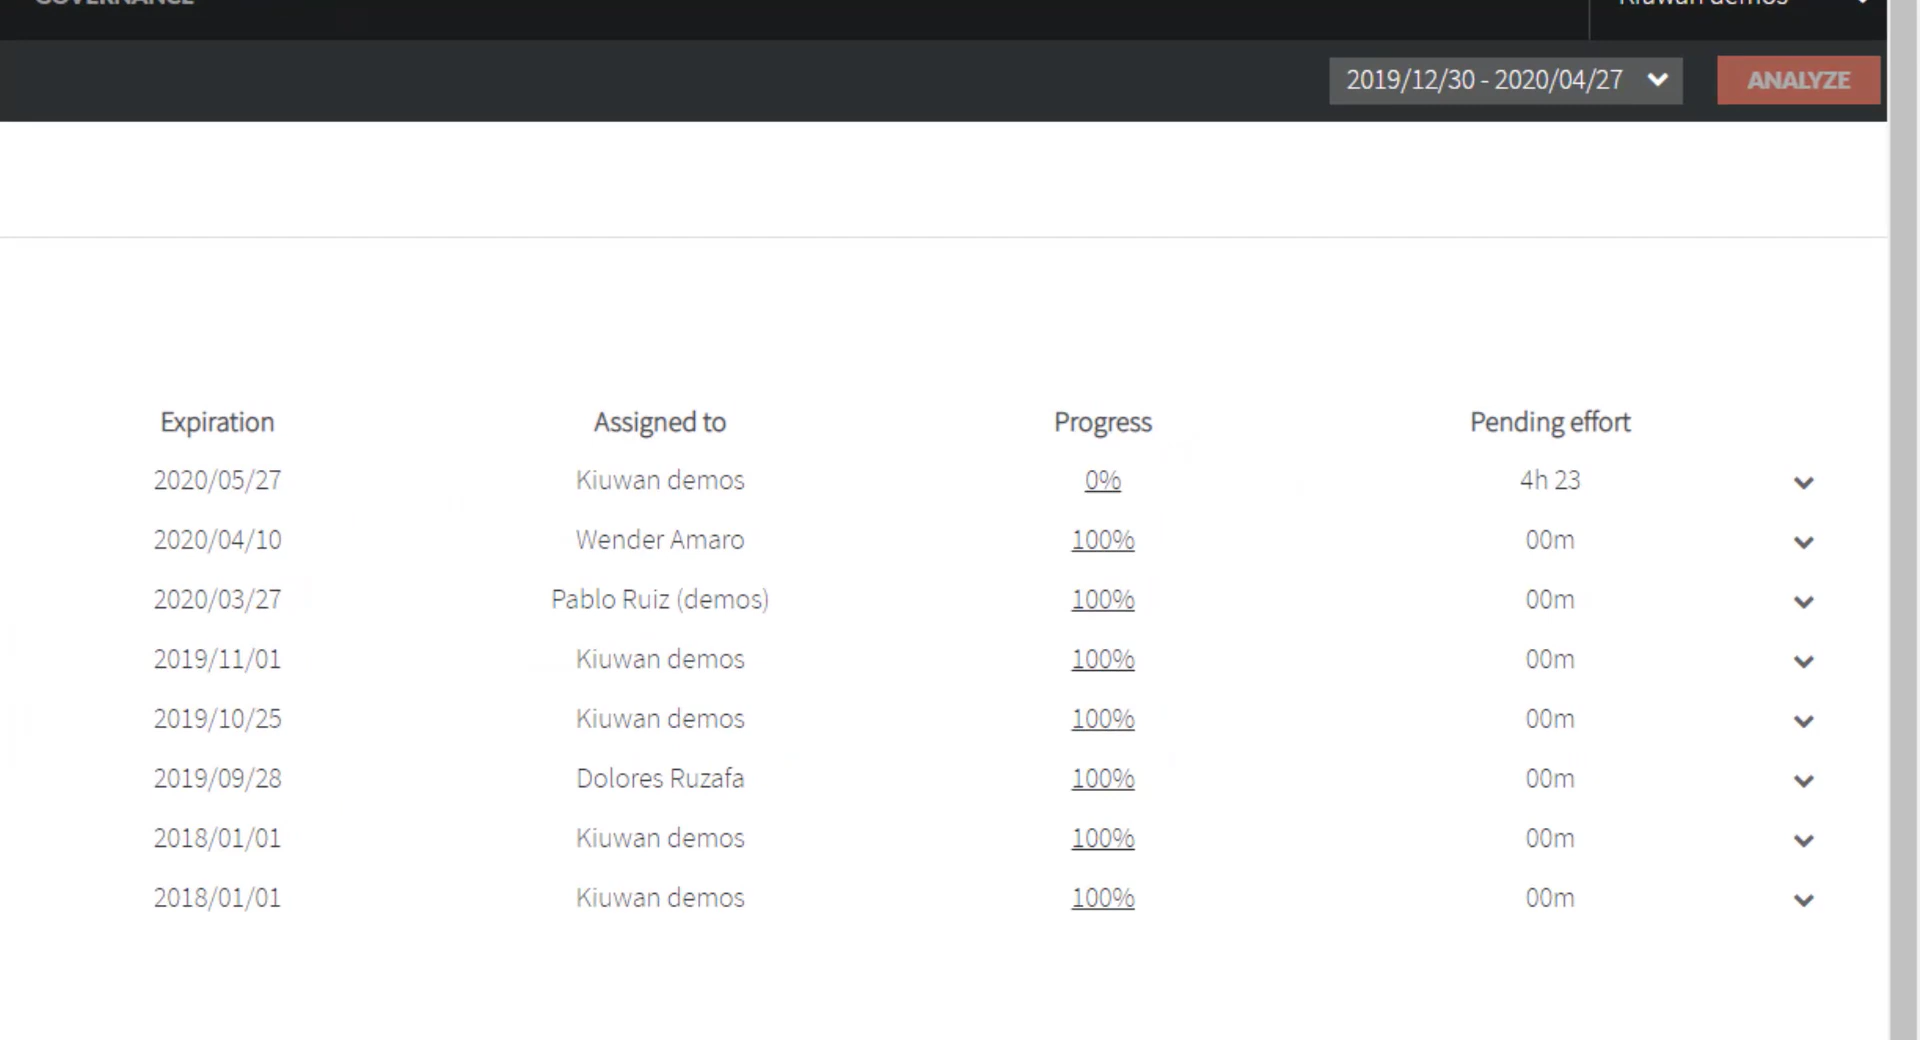 GOVERNANCE
Kiuwan demos
2019/12/30 - 2020/04/27
ANALYZE
Expiration Assigned to Progress Pending effort
2020/05/27 Kiuwan demos 0% 4h 23
2020/04/10 Wender Amaro 100% 00m
2020/03/27 Pablo Ruiz (demos) 100% 00m
2019/11/01 Kiuwan demos 100% 00m
2019/10/25 Kiuwan demos 100% 00m
2019/09/28 Dolores Ruzafa 100% 00m
2018/01/01 Kiuwan demos 100% 00m
2018/01/01 Kiuwan demos 100% 00m